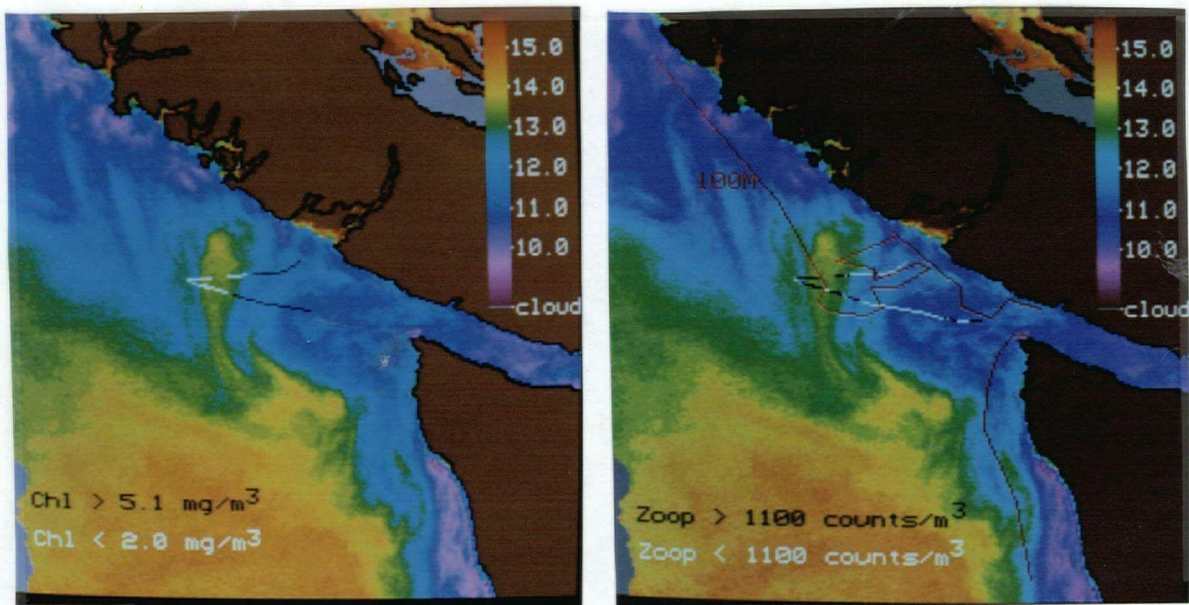 15.0
14.0
13.0
12.0
11.0
10.0
cloud
Chl > 5.1 mg/m³
Chl < 2.0 mg/m³
15.0
14.0
13.0
12.0
11.0
10.0
cloud
100M
Zoop > 1100 counts/m³
Zoop < 1100 counts/m³